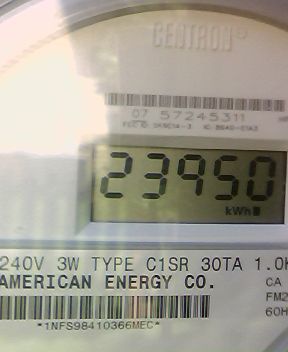 CENTRON
07 57245311
23950
kWh
240V 3W TYPE C1SR 30TA 1.0K
AMERICAN ENERGY CO.
CA
FM2
60H
*1NFS98410366MEC*